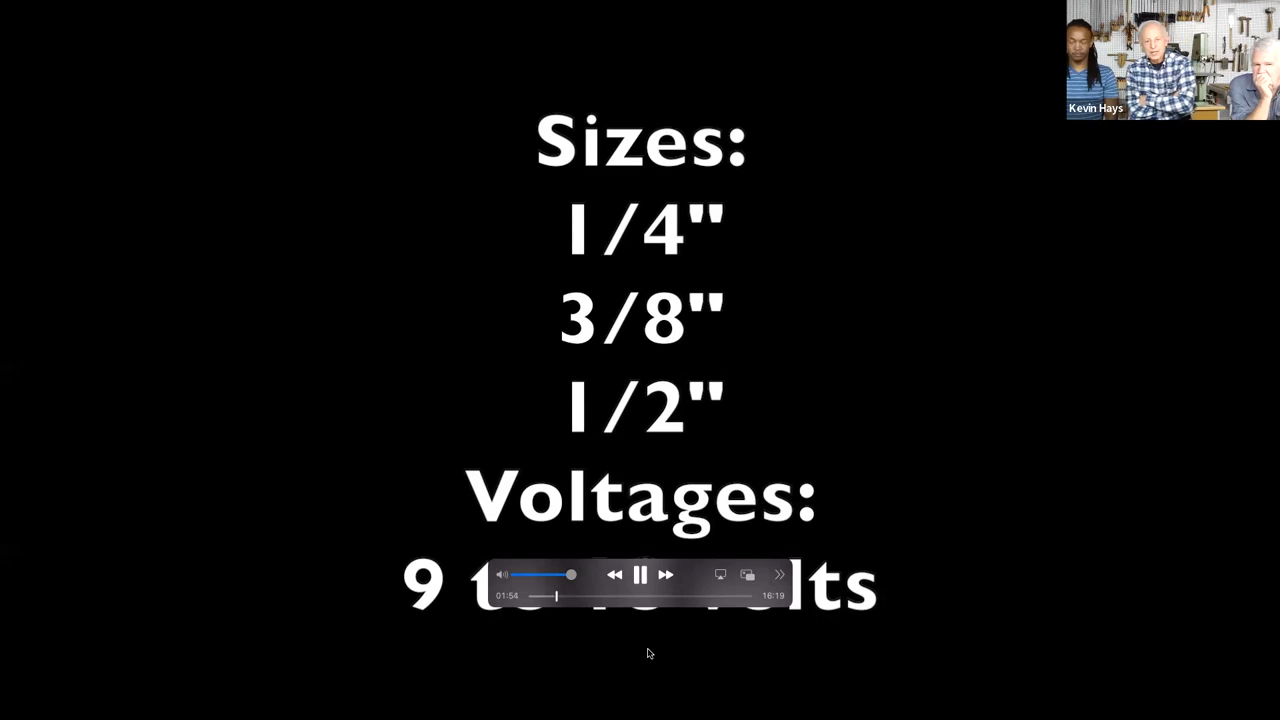 Sizes:
1/4"
3/8"
1/2"
Voltages:
9 lts
01:54
16:19
Kevin Hays